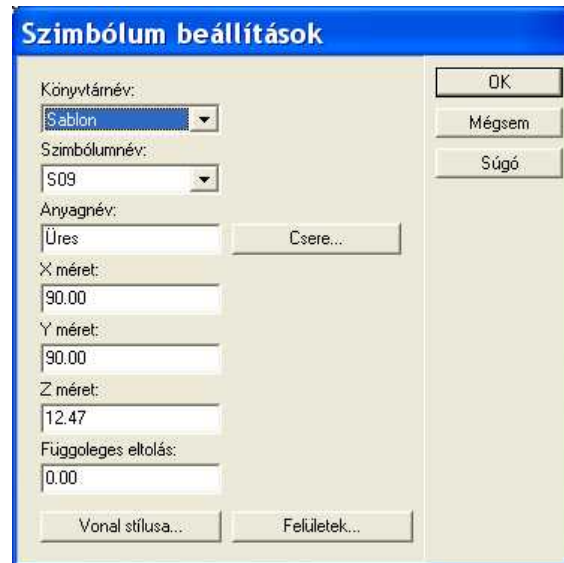 Szimbólum beállítások
Könyvtárnév:
Sablon
Szimbólumnév:
S09
Anyagnév:
Üres
Csere...
X méret:
90.00
Y méret:
90.00
Z méret:
12.47
Függoleges eltolás:
0.00
Vonal stílusa...
Felületek...
OK
Mégsem
Súgó